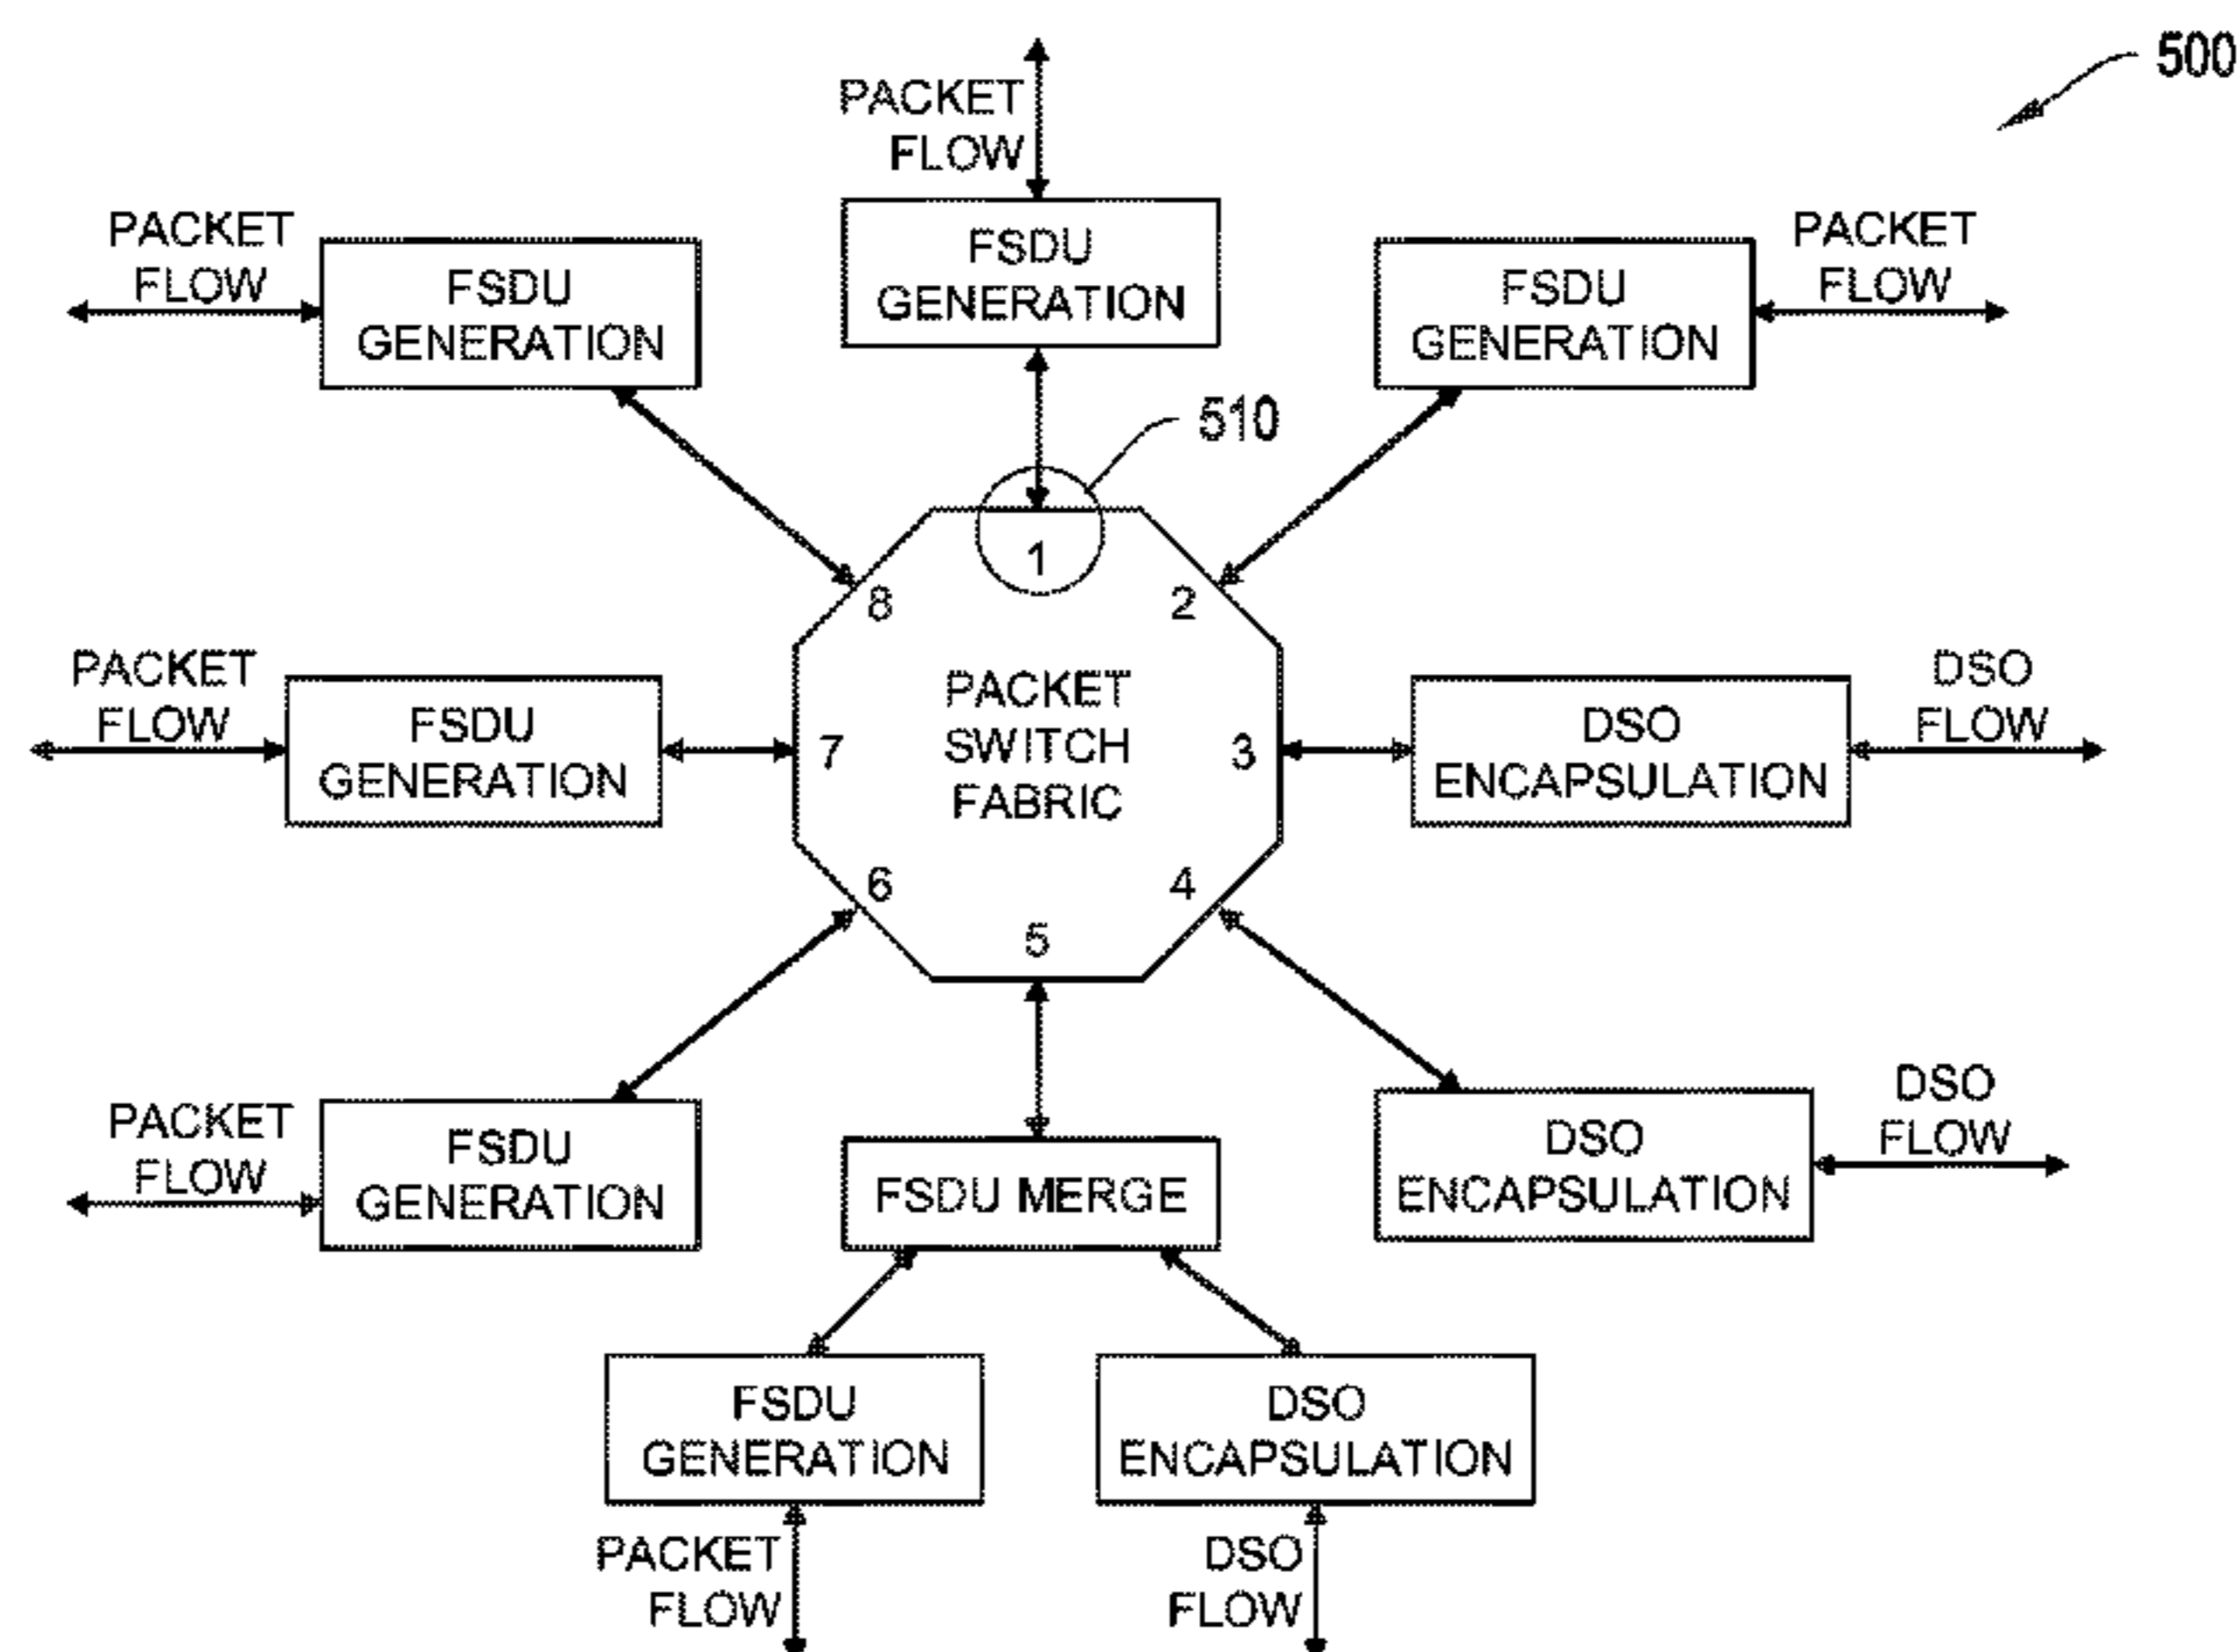 500
PACKET
FLOW
FSDU
GENERATION
PACKET
FLOW
FSDU
GENERATION
FSDU
GENERATION
PACKET
FLOW
510
1
8
2
PACKET
SWITCH
FABRIC
PACKET
FLOW
FSDU
GENERATION
7
3
DSO
ENCAPSULATION
DSO
FLOW
6
4
5
PACKET
FLOW
FSDU
GENERATION
FSDU MERGE
DSO
ENCAPSULATION
DSO
FLOW
FSDU
GENERATION
DSO
ENCAPSULATION
PACKET
FLOW
DSO
FLOW